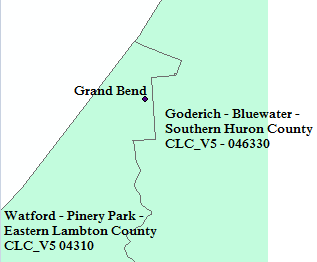 Grand Bend
Goderich - Bluewater -
Southern Huron County
CLC_V5 - 046330
Watford - Pinery Park -
Eastern Lambton County
CLC_V5 04310